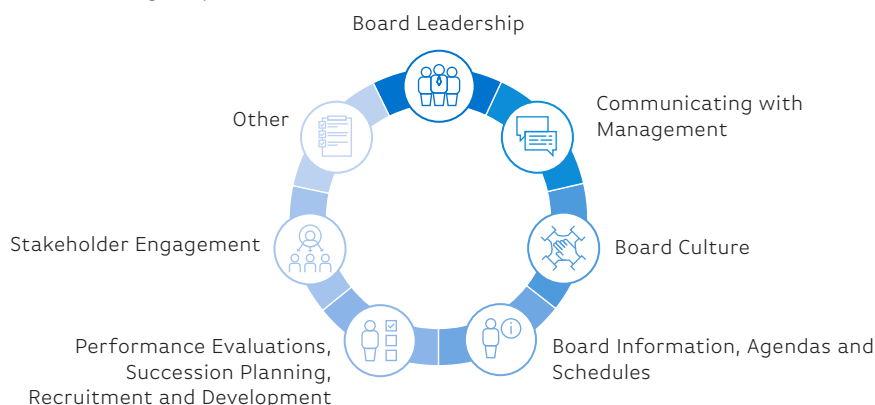 Board Leadership
Communicating with
Management
Board Culture
Board Information, Agendas and
Schedules
Performance Evaluations,
Succession Planning,
Recruitment and Development
Stakeholder Engagement
Other